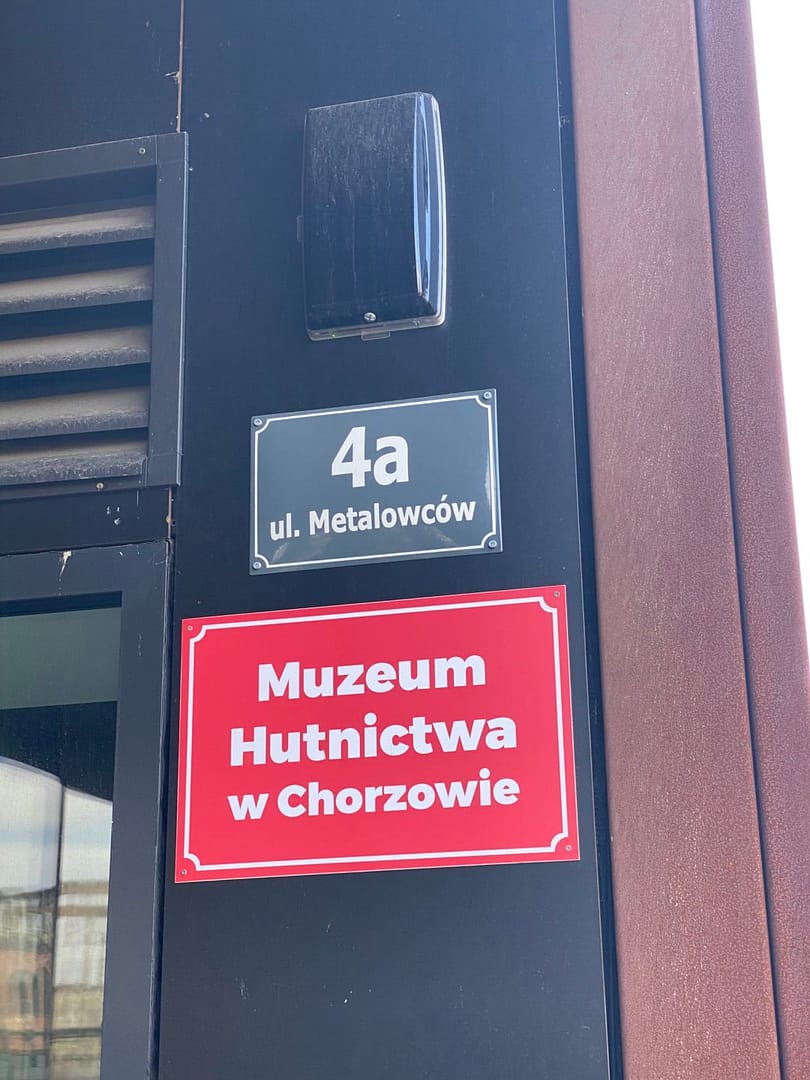 4a
ul. Metalowców
Muzeum
Hutnictwa
w Chorzowie